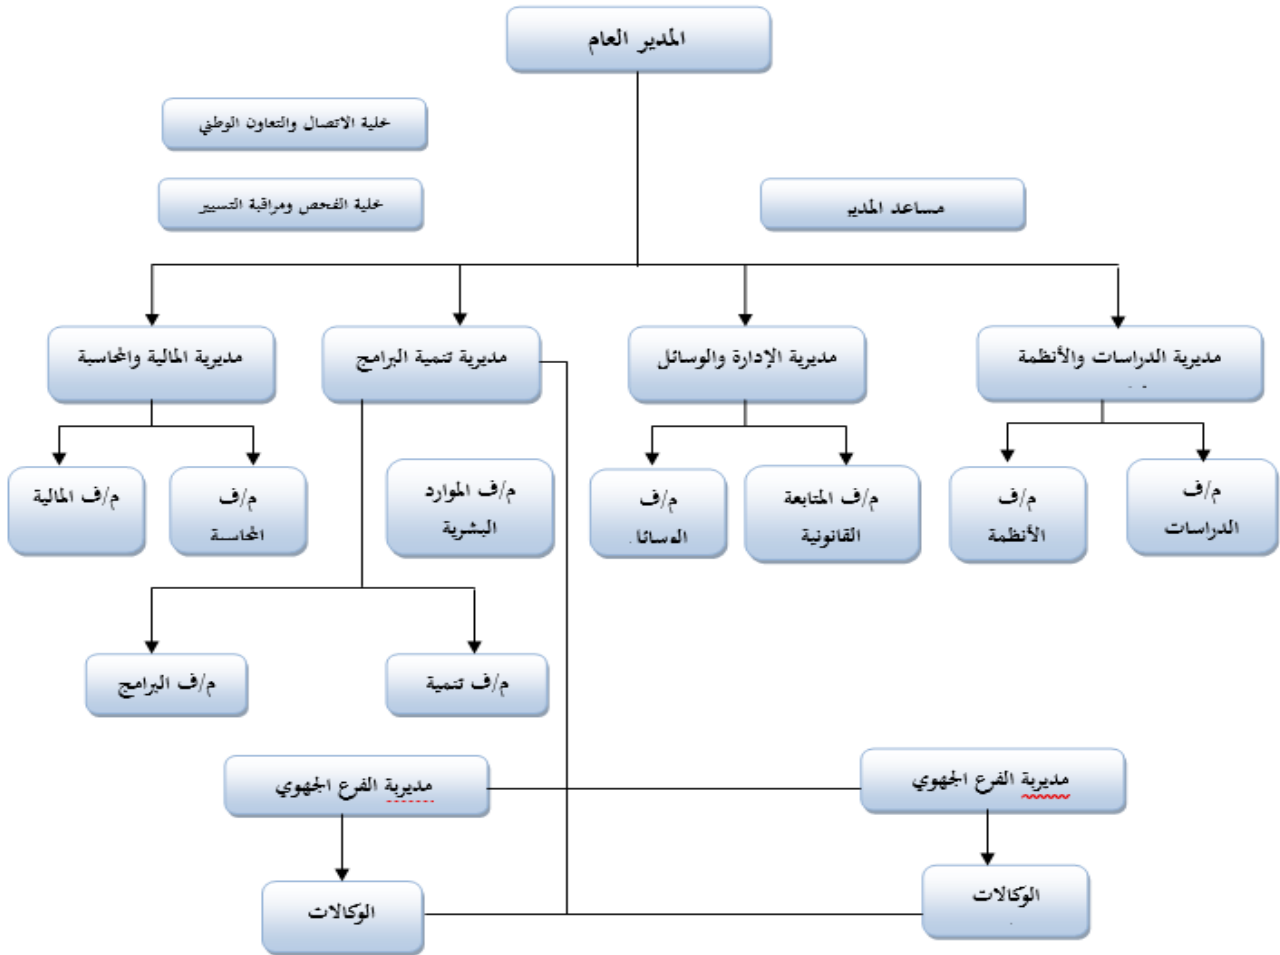 المدير العام
خلية الاتصال والتعاون الوطني
مساعد المدير
خلية الفحص ومراقبة التسيير
مديرية الدراسات والأنظمة
مديرية الإدارة والوسائل
مديرية تنمية البرامج
مديرية المالية والمحاسبة
م/ف
الدراسات
م/ف
الأنظمة
م/ف المتابعة
القانونية
م/ف
الوسائل
م/ف الموارد
البشرية
م/ف
المحاسبة
م/ف المالية
م/ف تنمية
م/ف البرامج
مديرية الفرع الجهوي
مديرية الفرع الجهوي
الوكالات
الوكالات